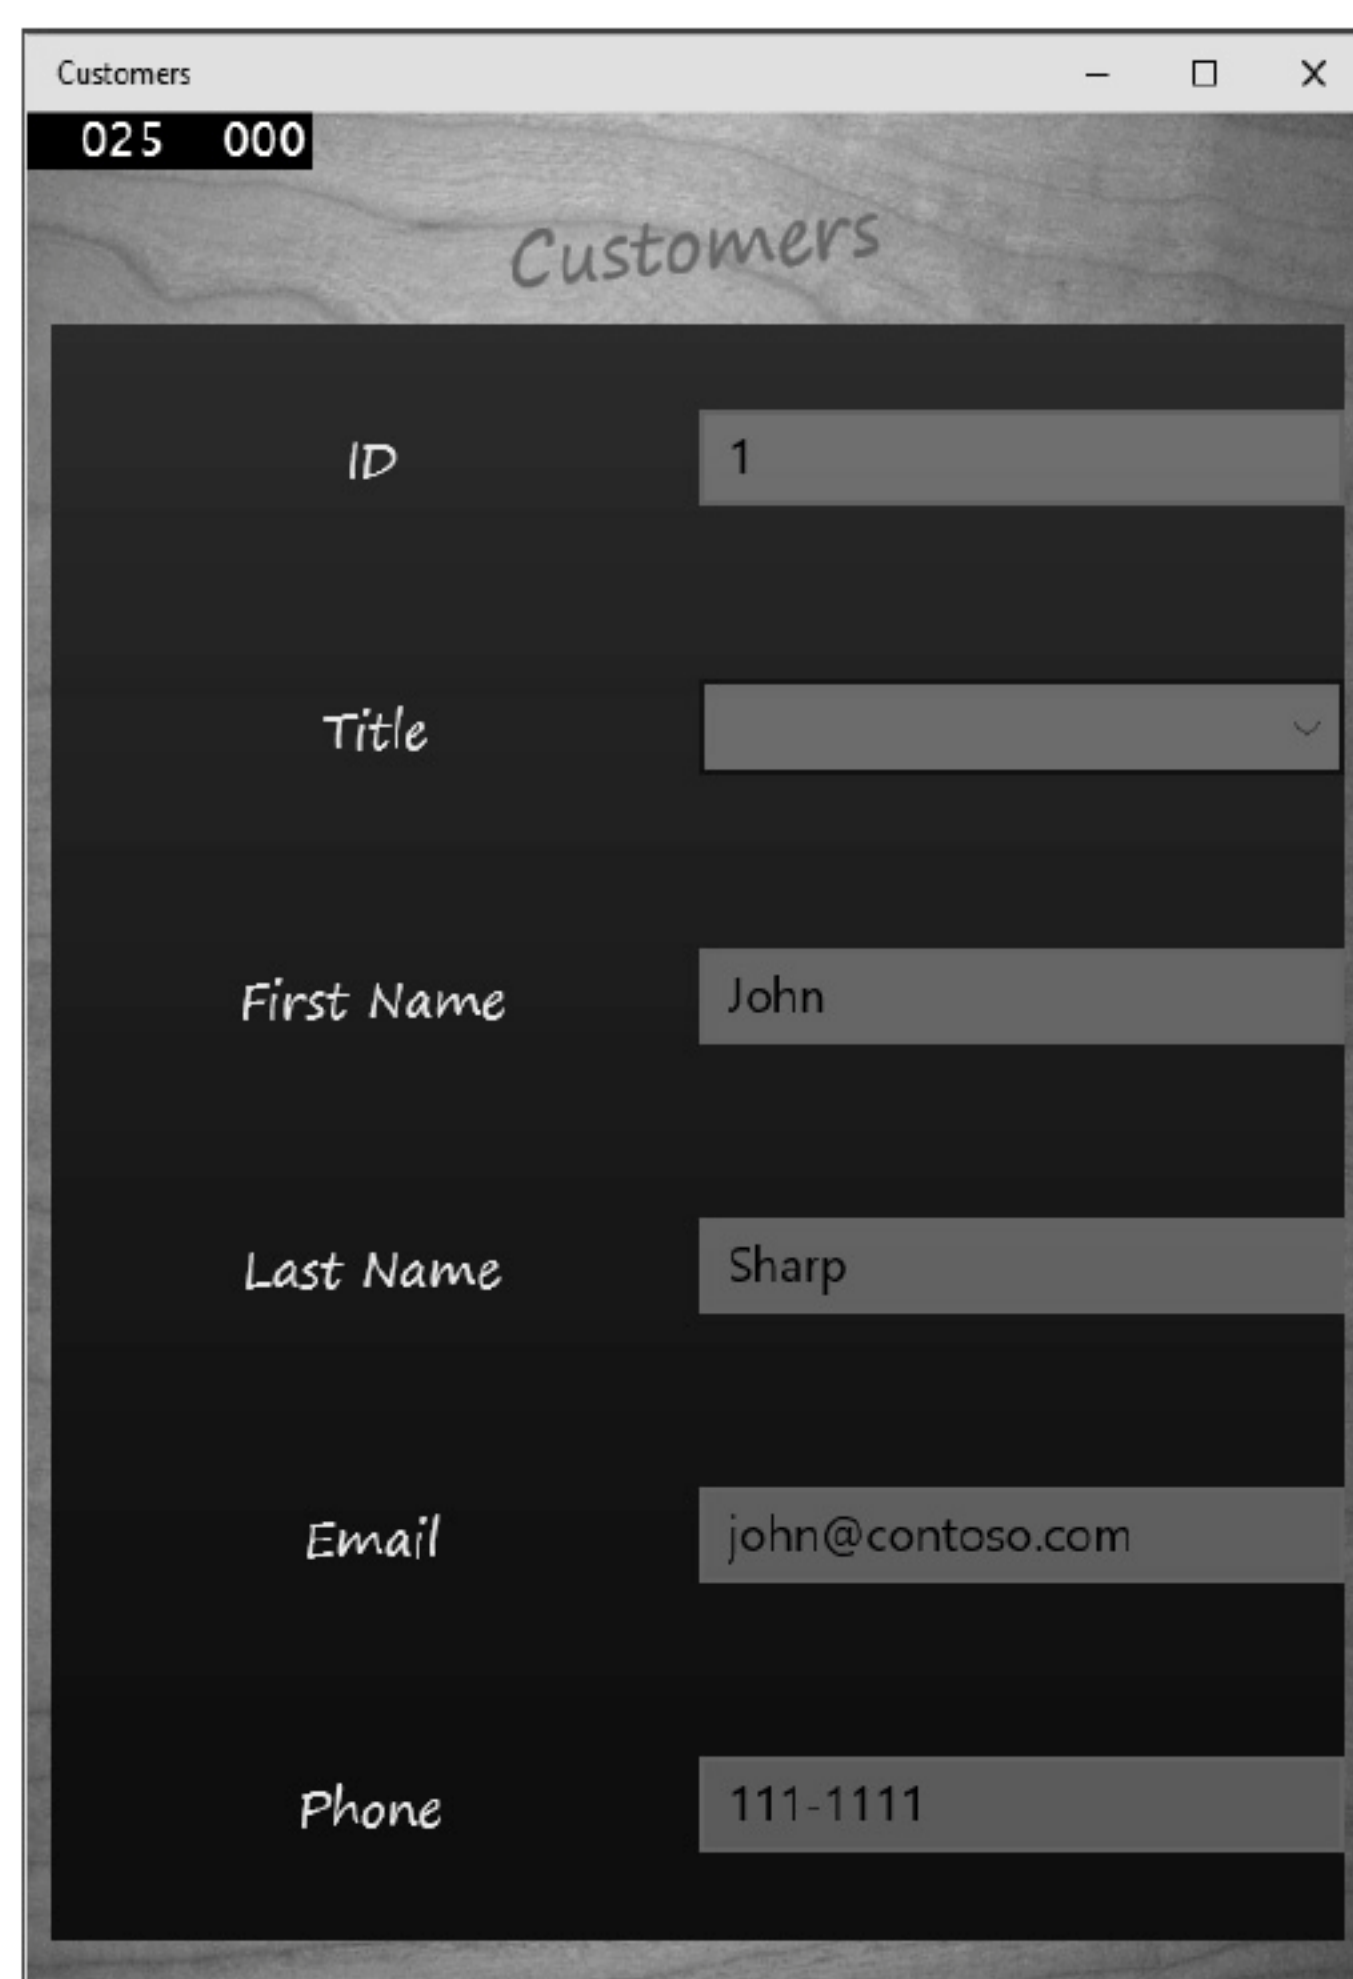 Customers
025 000
Customers
ID 1
Title
First Name John
Last Name Sharp
Email john@contoso.com
Phone 111-1111